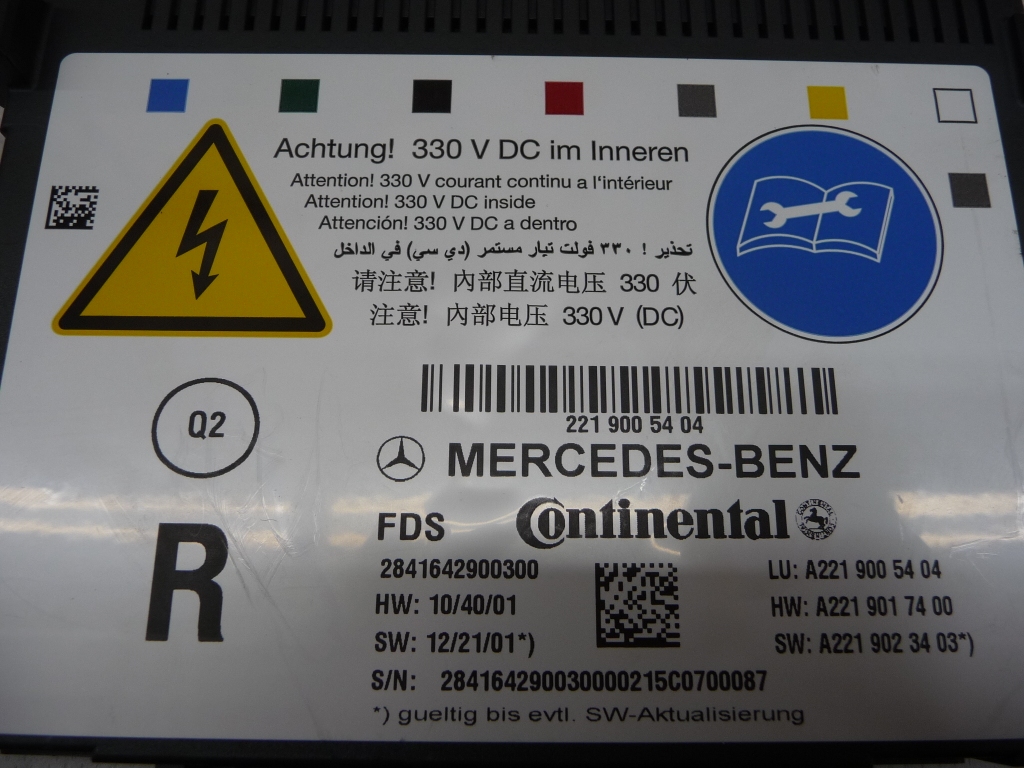 Achtung! 330 V DC im Inneren
Attention! 330 V courant continu a l'intérieur
Attention! 330 V DC inside
Attención! 330 V DC a dentro
تحذير ! ٣٣٠ فولت تيار مستمر (دي سي) في الداخل
请注意! 內部直流电压 330 伏
注意! 內部电压 330 V (DC)
221 900 54 04
Q2
MERCEDES-BENZ
R
FDS
Continental
2841642900300
HW: 10/40/01
SW: 12/21/01*)
LU: A221 900 54 04
HW: A221 901 74 00
SW: A221 902 34 03*)
S/N: 284164290030000215C0700087
*) gueltig bis evtl. SW-Aktualisierung